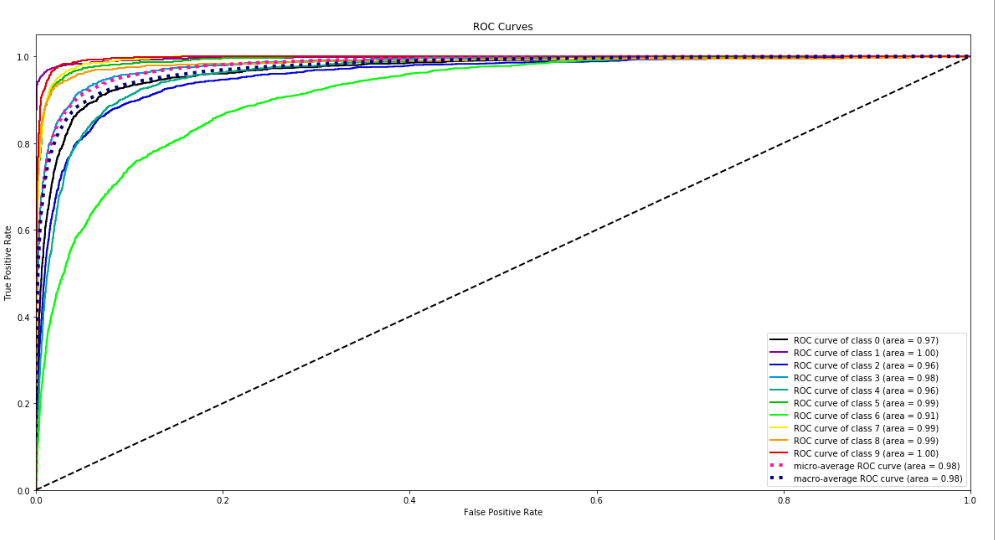 ROC Curves
1.0
0.8
0.6
0.4
0.2
0.0
True Positive Rate
0.0 0.2 0.4 0.6 0.8 1.0
False Positive Rate
ROC curve of class 0 (area = 0.97)
ROC curve of class 1 (area = 1.00)
ROC curve of class 2 (area = 0.96)
ROC curve of class 3 (area = 0.98)
ROC curve of class 4 (area = 0.96)
ROC curve of class 5 (area = 0.99)
ROC curve of class 6 (area = 0.91)
ROC curve of class 7 (area = 0.99)
ROC curve of class 8 (area = 0.99)
ROC curve of class 9 (area = 1.00)
micro-average ROC curve (area = 0.98)
macro-average ROC curve (area = 0.98)